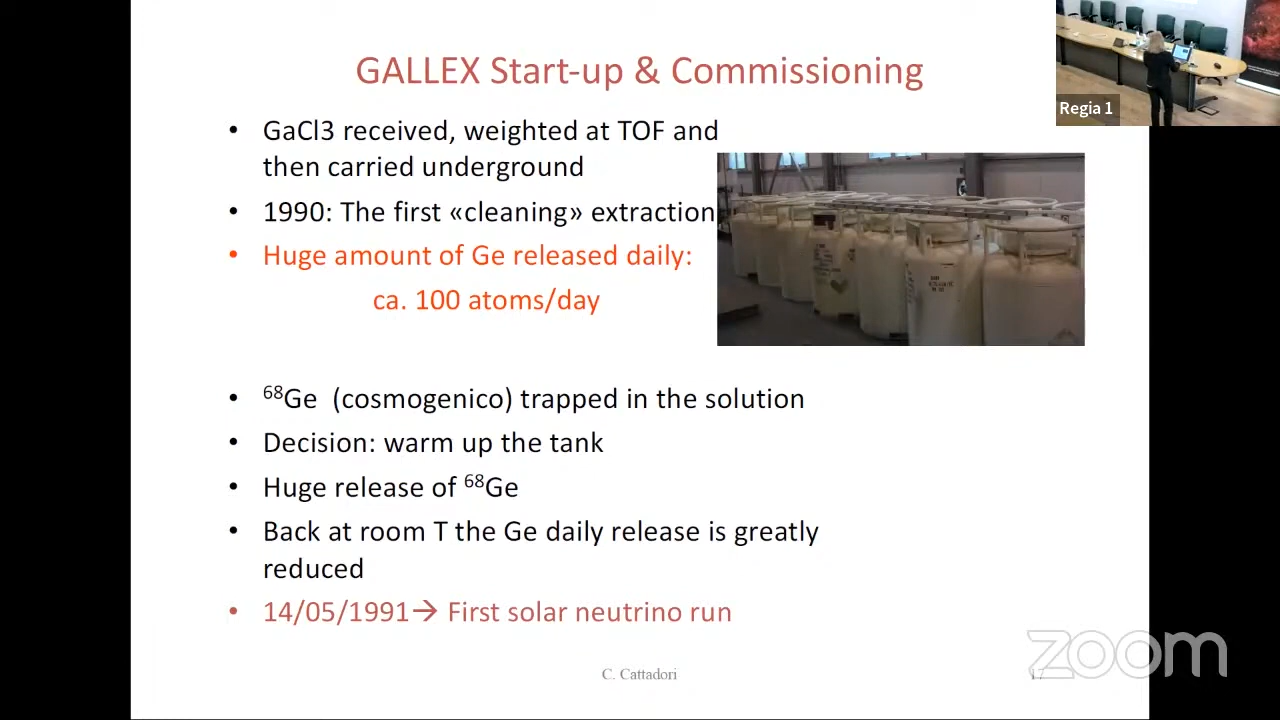 GALLEX Start-up & Commissioning
Regia 1
• GaCl3 received, weighted at TOF and
then carried underground
• 1990: The first «cleaning» extraction
• Huge amount of Ge released daily:
ca. 100 atoms/day
• ⁶⁸Ge (cosmogenico) trapped in the solution
• Decision: warm up the tank
• Huge release of ⁶⁸Ge
• Back at room T the Ge daily release is greatly
reduced
• 14/05/1991→ First solar neutrino run
C. Cattadori
17
zoom